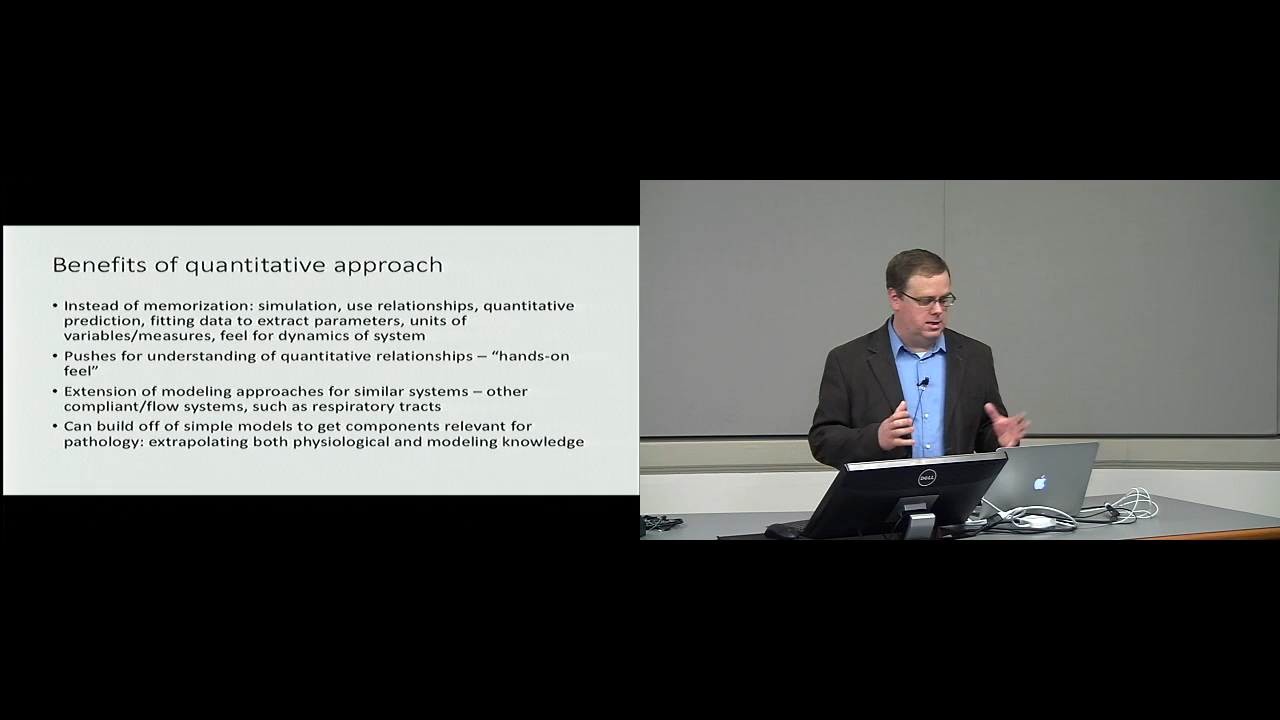 Benefits of quantitative approach
• Instead of memorization: simulation, use relationships, quantitative
prediction, fitting data to extract parameters, units of
variables/measures, feel for dynamics of system
• Pushes for understanding of quantitative relationships – “hands-on
feel”
• Extension of modeling approaches for similar systems – other
compliant/flow systems, such as respiratory tracts
• Can build off of simple models to get components relevant for
pathology: extrapolating both physiological and modeling knowledge
DELL